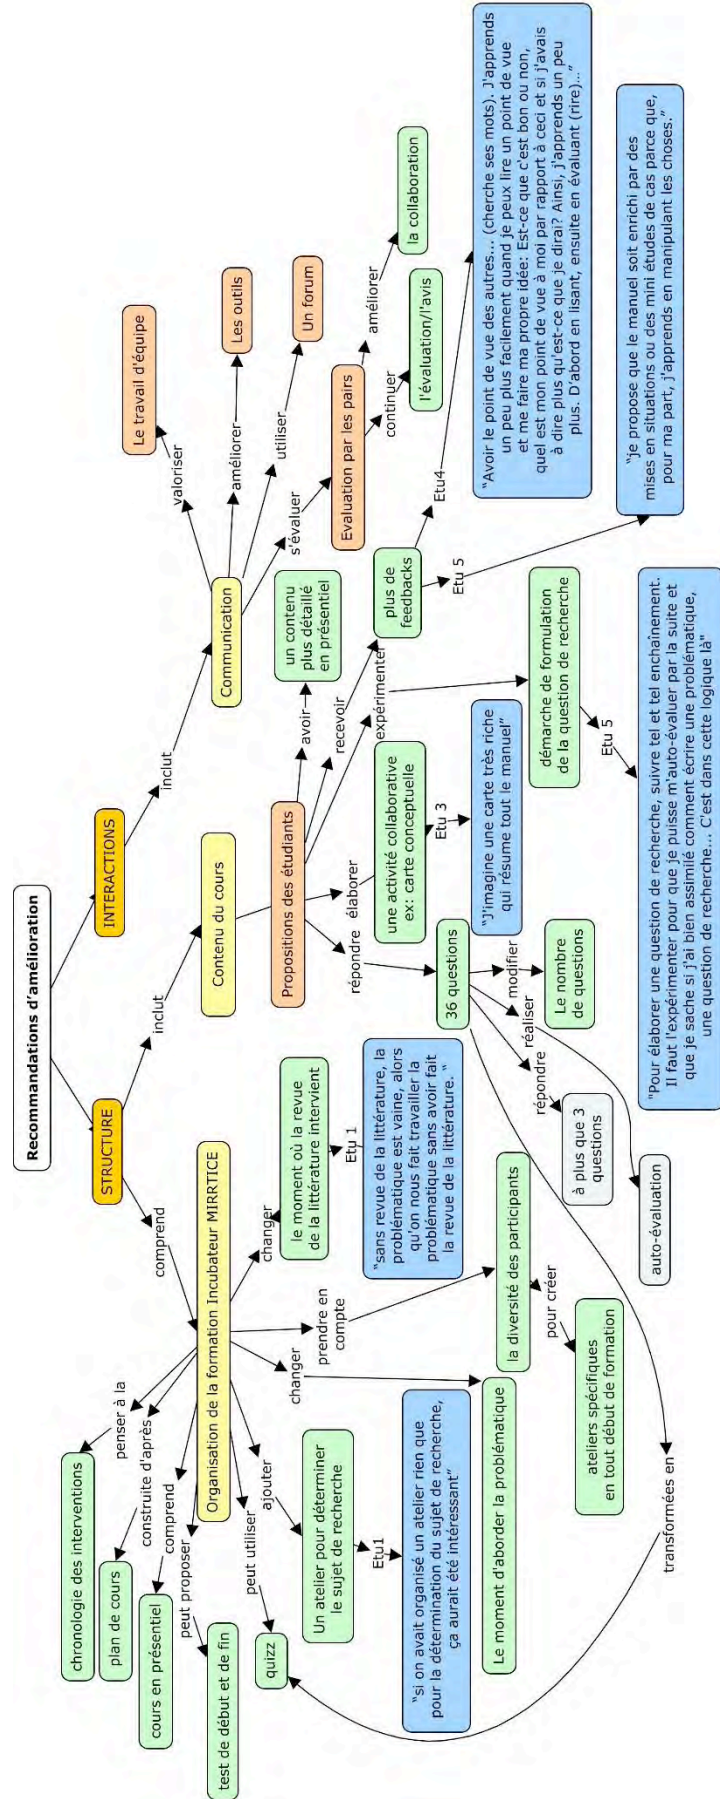 Recommandations d'amélioration
STRUCTURE
INTERACTIONS
comprend
inclut
inclut
Organisation de la formation Incubateur MIRRTICE
Contenu du cours
Communication
penser à la
chronologie des interventions
construite d'après
plan de cours
comprend
cours en présentiel
peut proposer
test de début et de fin
peut utiliser
quizz
ajouter
Un atelier pour déterminer
le sujet de recherche
Etu1
"si on avait organisé un atelier rien que
pour la détermination du sujet de recherche,
ça aurait été intéressant"
changer
Le moment d'aborder la problématique
prendre en
compte
la diversité des participants
pour créer
ateliers spécifiques
en tout début de formation
changer
le moment où la revue
de la littérature intervient
Etu 1
"sans revue de la littérature, la
problématique est vaine, alors
qu'on nous fait travailler la
problématique sans avoir fait
la revue de la littérature. "
Propositions des étudiants
répondre
36 questions
transformées en
répondre
à plus que 3
questions
réaliser
auto-évaluation
modifier
Le nombre
de questions
élaborer
une activité collaborative
ex: carte conceptuelle
Etu 3
"J'imagine une carte très riche
qui résume tout le manuel"
expérimenter
démarche de formulation
de la question de recherche
Etu 5
"Pour élaborer une question de recherche, suivre tel et tel enchaînement.
Il faut l'expérimenter pour que je puisse m'auto-évaluer par la suite et
que je sache si j'ai bien assimilé comment écrire une problématique,
une question de recherche... C'est dans cette logique là"
recevoir
plus de
feedbacks
Etu4
"Avoir le point de vue des autres... (cherche ses mots). J'apprends
un peu plus facilement quand je peux lire un point de vue
et me faire ma propre idée: Est-ce que c'est bon ou non,
quel est mon point de vue à moi par rapport à ceci et si j'avais
à dire plus qu'est-ce que je dirai? Ainsi, j'apprends un peu
plus. D'abord en lisant, ensuite en évaluant (rire)..."
Etu 5
"je propose que le manuel soit enrichi par des
mises en situations ou des mini études de cas parce que,
pour ma part, j'apprends en manipulant les choses."
avoir
un contenu
plus détaillé
en présentiel
valoriser
Le travail d'équipe
améliorer
Les outils
utiliser
Un forum
s'évaluer
Evaluation par les pairs
continuer
l'évaluation/l'avis
améliorer
la collaboration